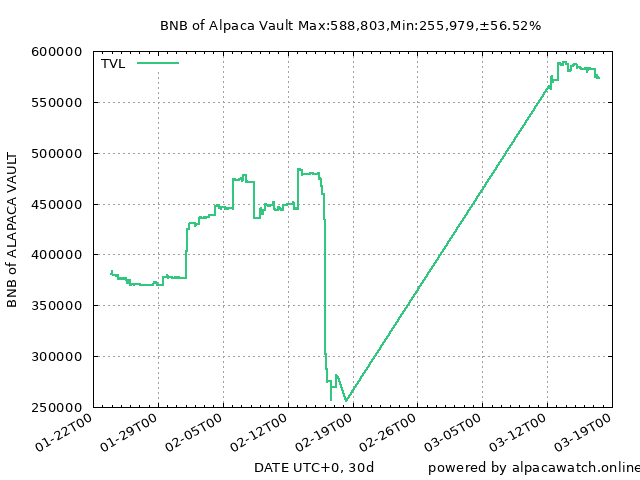 BNB of Alpaca Vault Max:588,803,Min:255,979,±56.52%
TVL
600000
550000
500000
450000
400000
350000
300000
250000
BNB of ALAPACA VAULT
01-22T00
01-29T00
02-05T00
02-12T00
02-19T00
02-26T00
03-05T00
03-12T00
03-19T00
DATE UTC+0, 30d
powered by alpacawatch.online